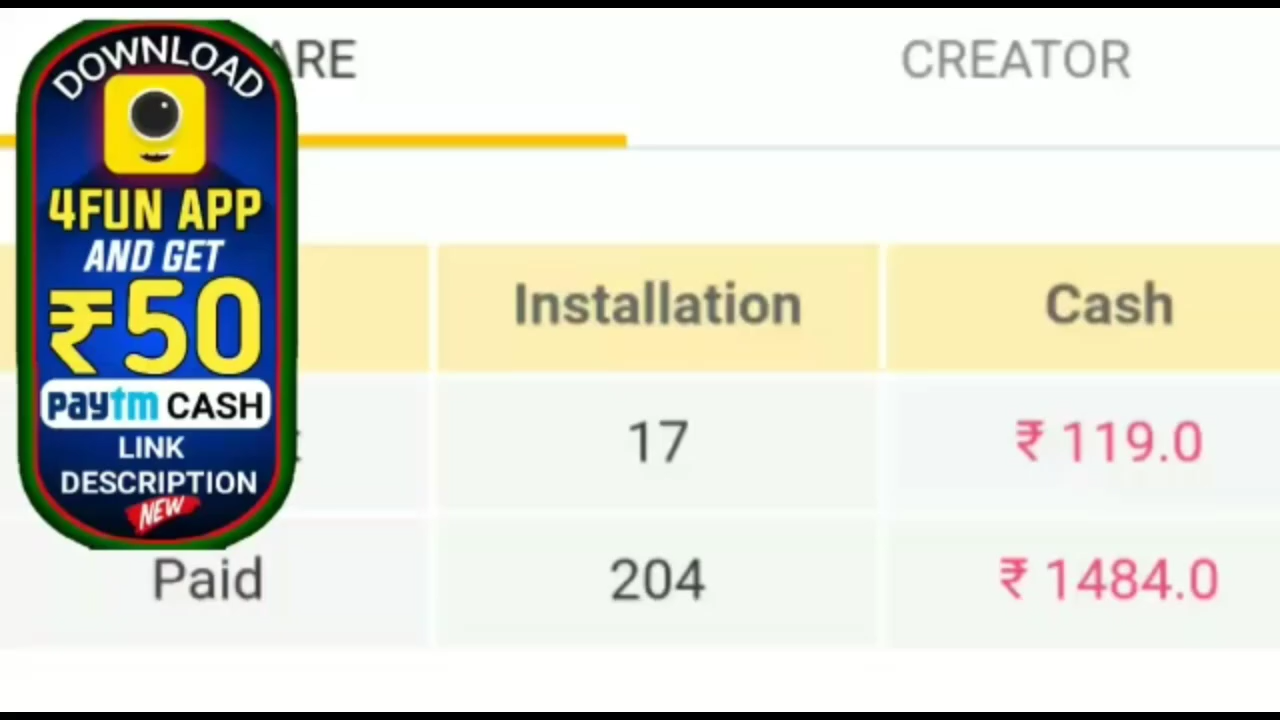 DOWNLOAD
4FUN APP
AND GET
₹50
paytm CASH
LINK
DESCRIPTION
NEW
CREATOR
Installation
Cash
17
₹ 119.0
Paid
204
₹ 1484.0